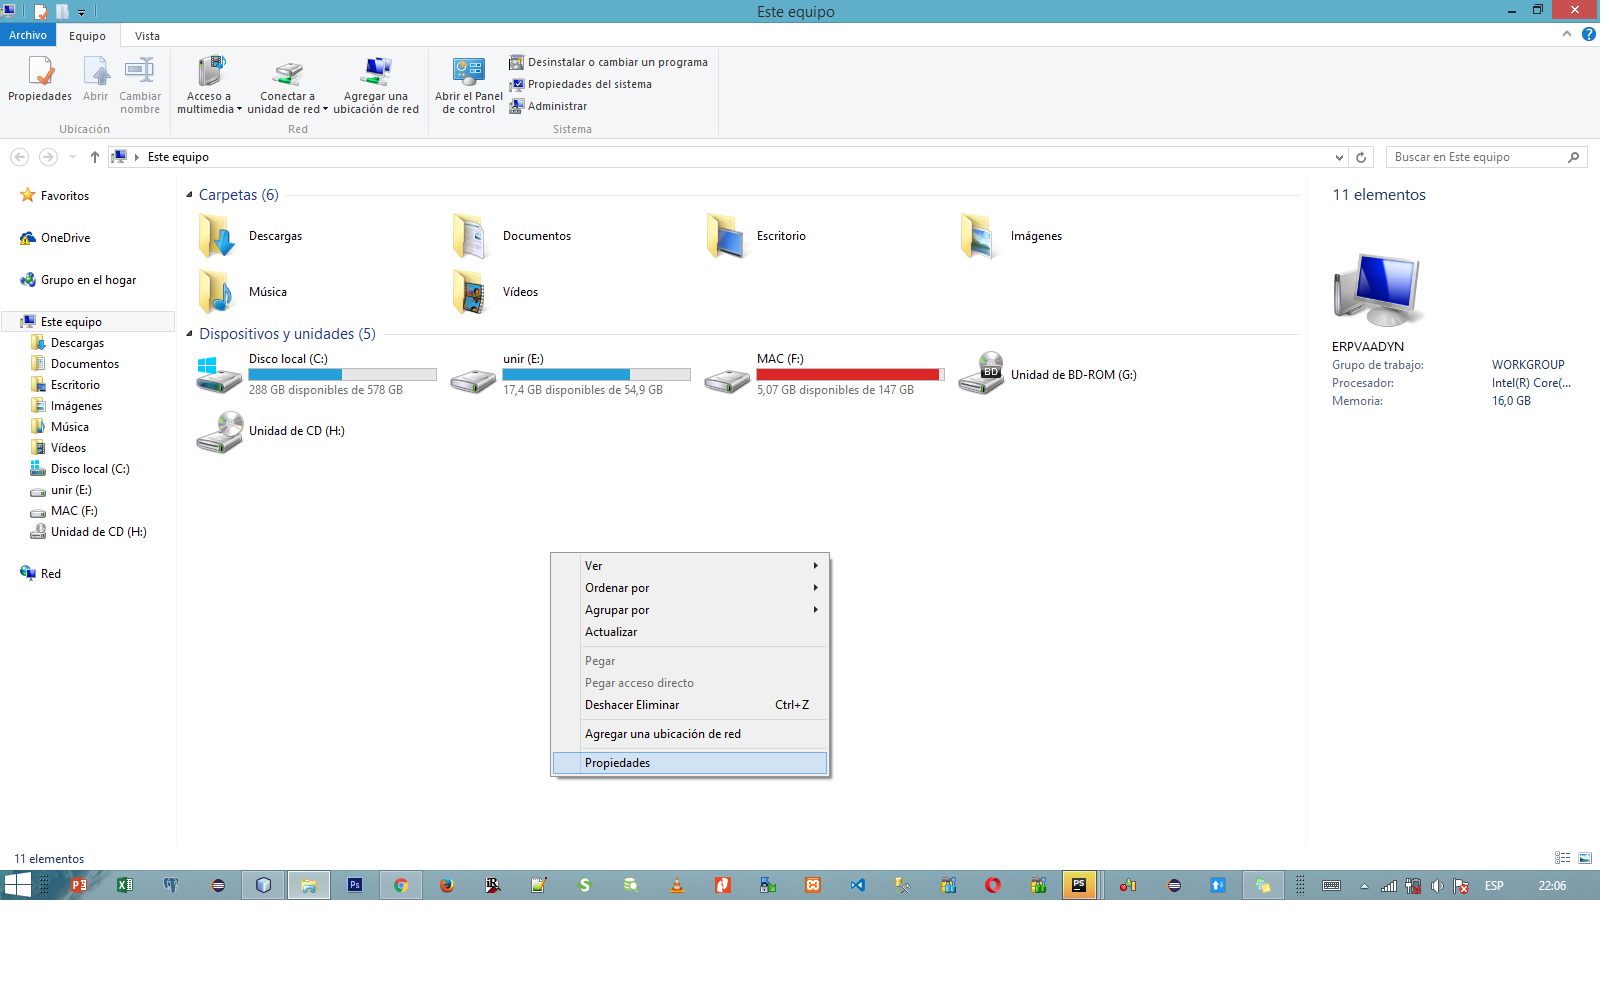 Este equipo
Archivo
Equipo
Vista
Propiedades
Abrir
Cambiar
nombre
Ubicación
Acceso a
multimedia
Conectar a
unidad de red
Agregar una
ubicación de red
Red
Abrir el Panel
de control
Desinstalar o cambiar un programa
Propiedades del sistema
Administrar
Sistema
Este equipo
Buscar en Este equipo
Favoritos
OneDrive
Grupo en el hogar
Este equipo
Descargas
Documentos
Escritorio
Imágenes
Música
Vídeos
Disco local (C:)
unir (E:)
MAC (F:)
Unidad de CD (H:)
Red
Carpetas (6)
Descargas
Documentos
Escritorio
Imágenes
Música
Vídeos
Dispositivos y unidades (5)
Disco local (C:)
288 GB disponibles de 578 GB
unir (E:)
17,4 GB disponibles de 54,9 GB
MAC (F:)
5,07 GB disponibles de 147 GB
BD
Unidad de BD-ROM (G:)
Unidad de CD (H:)
11 elementos
ERPVAADYN
Grupo de trabajo: WORKGROUP
Procesador: Intel(R) Core(...
Memoria: 16,0 GB
Ver
Ordenar por
Agrupar por
Actualizar
Pegar
Pegar acceso directo
Deshacer Eliminar Ctrl+Z
Agregar una ubicación de red
Propiedades
11 elementos
Ps
PS
ESP
22:06